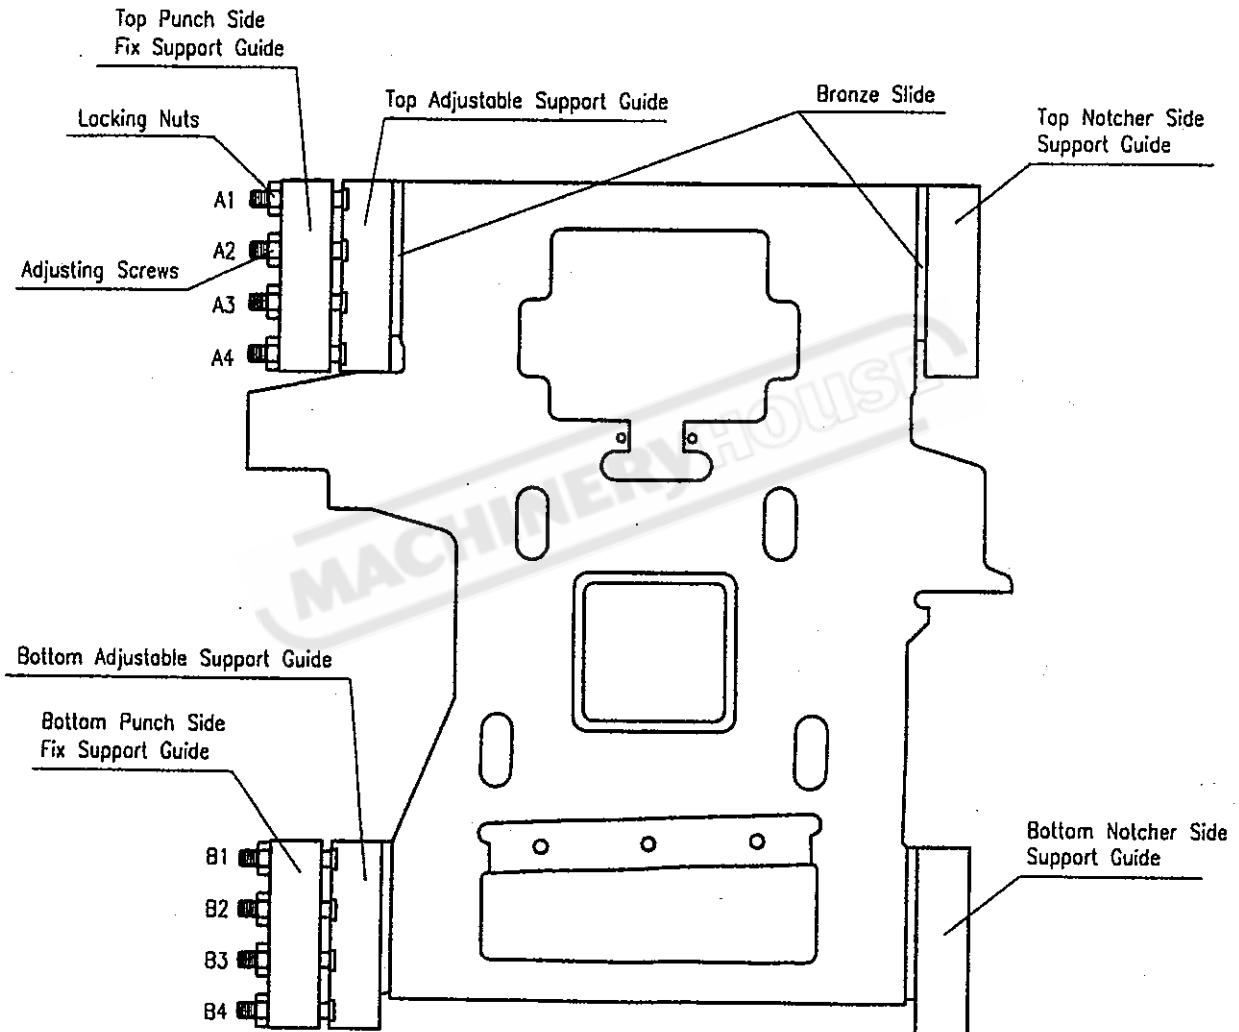 Top Punch Side
Fix Support Guide
Locking Nuts
Top Adjustable Support Guide
Bronze Slide
Top Notcher Side
Support Guide
A1
A2
Adjusting Screws
A3
A4
MACHINERYHOUSE
Bottom Adjustable Support Guide
Bottom Punch Side
Fix Support Guide
Bottom Notcher Side
Support Guide
B1
B2
B3
B4